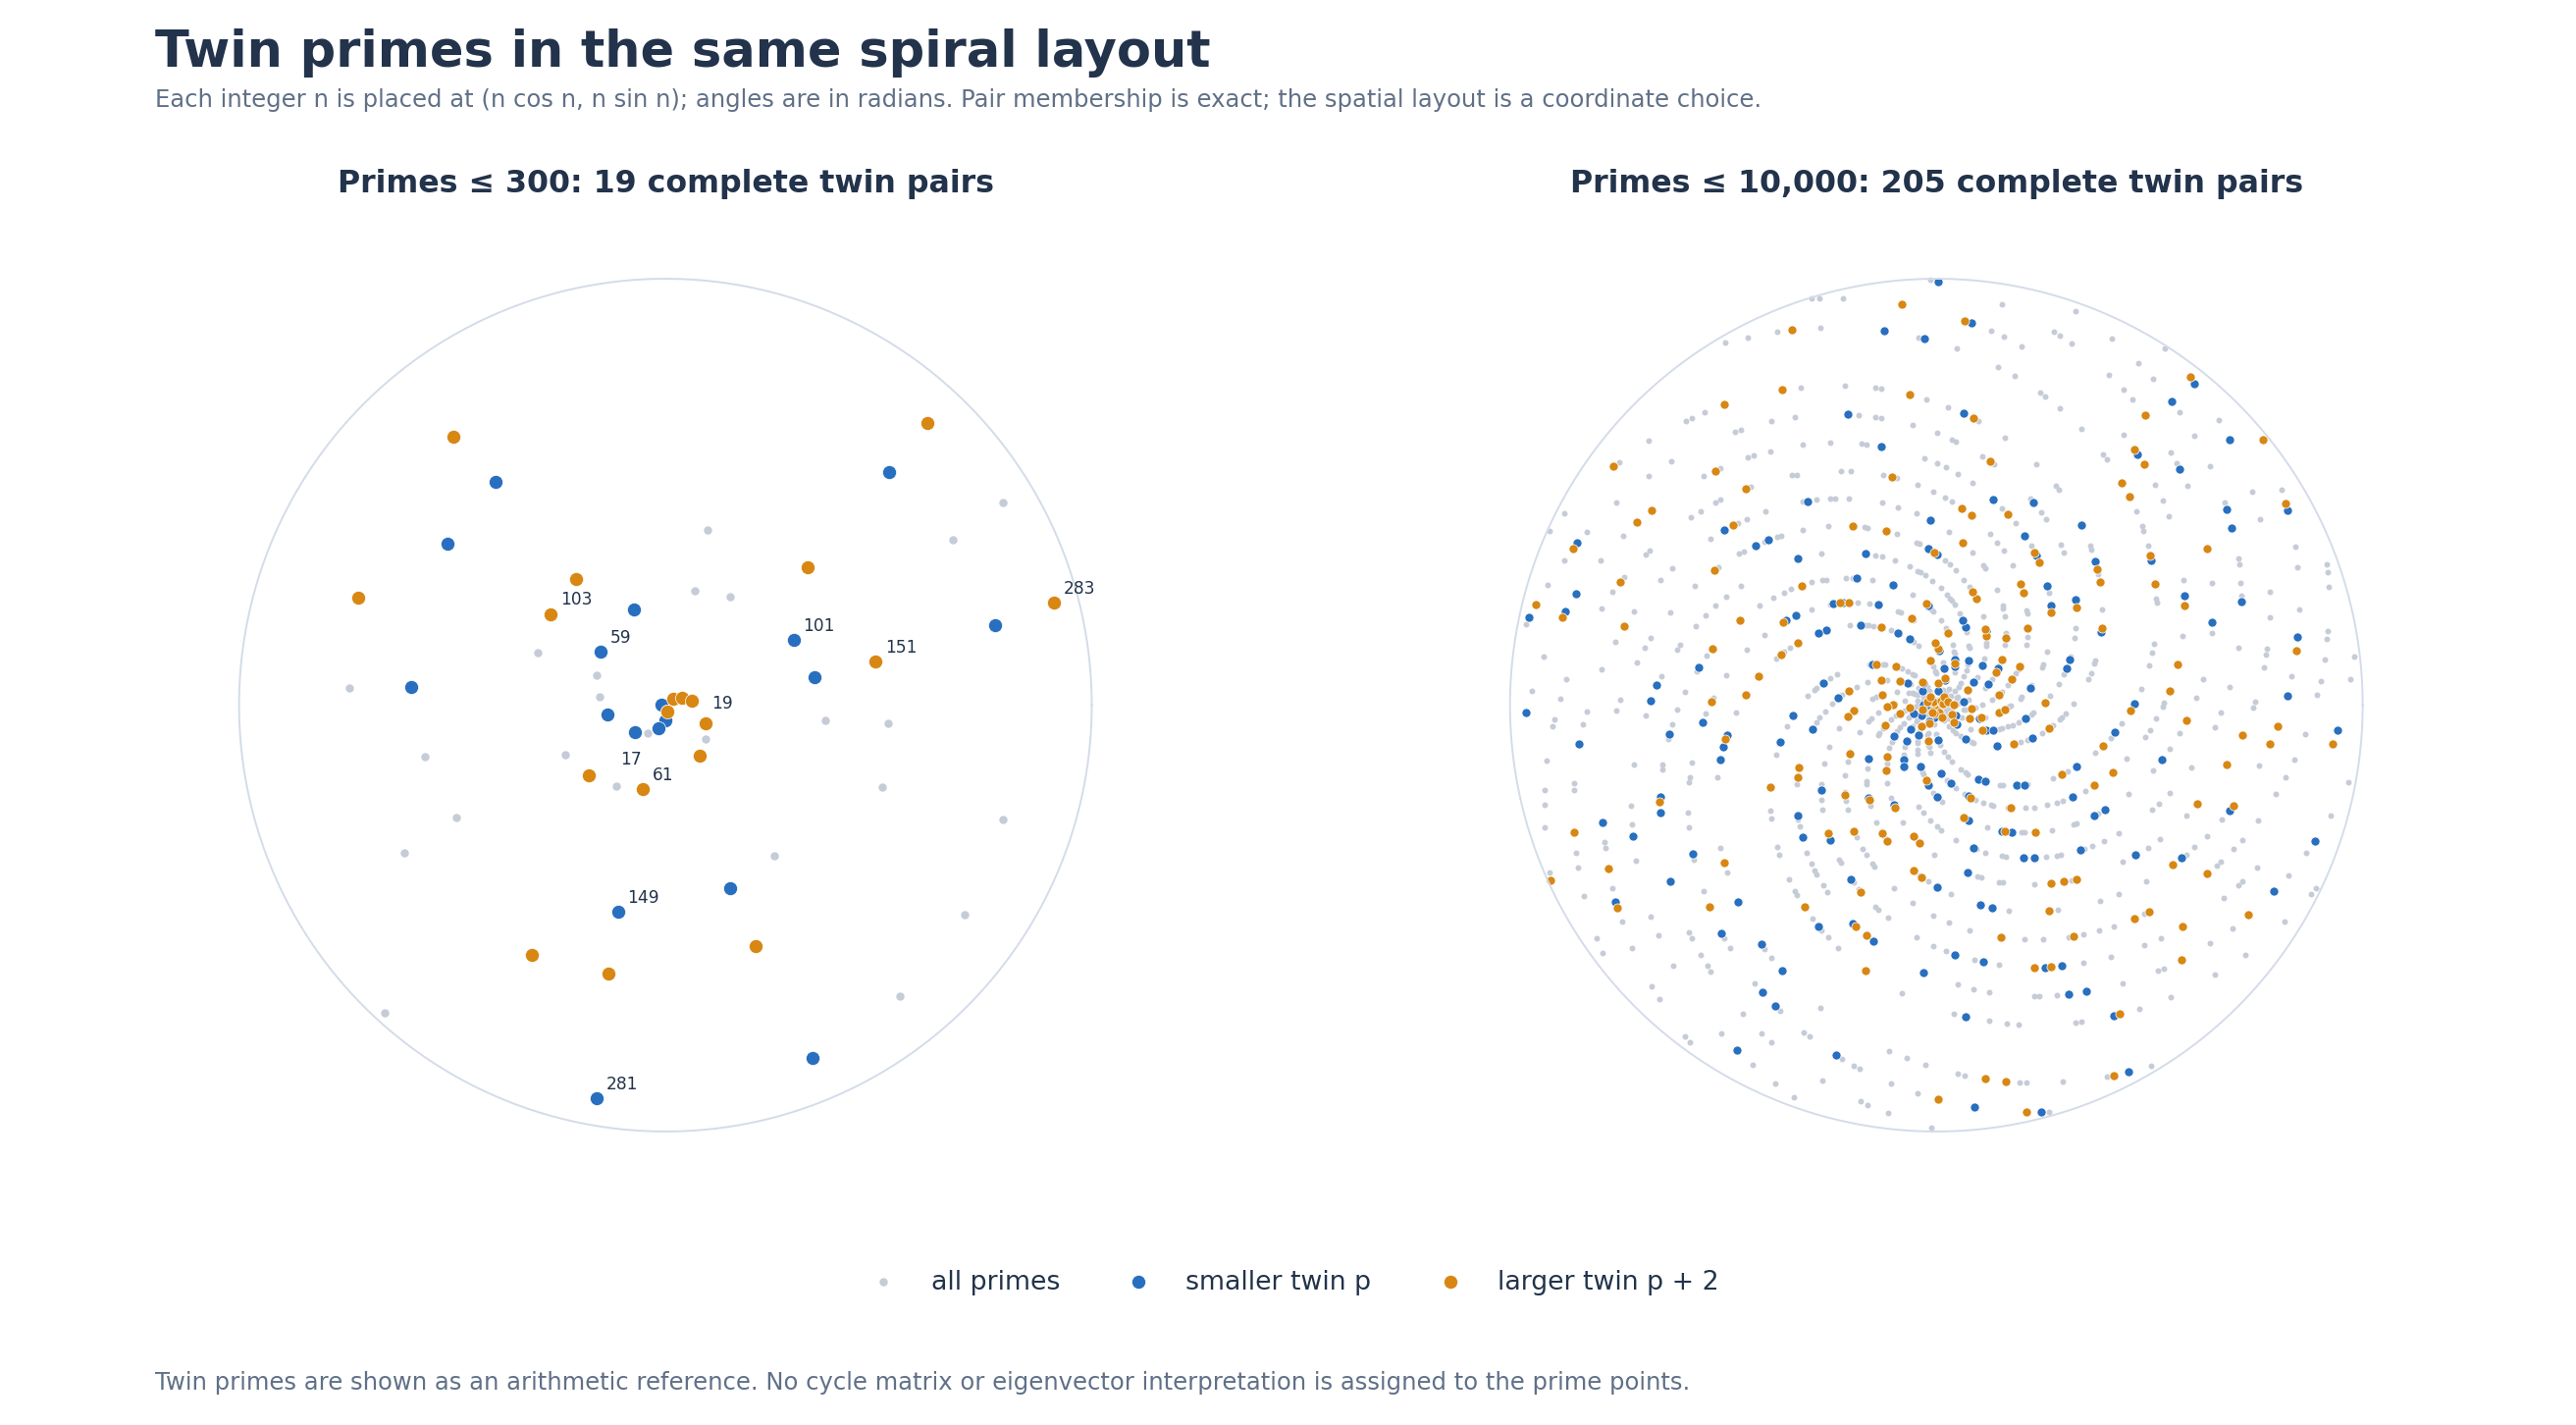 Twin primes in the same spiral layout
Each integer n is placed at (n cos n, n sin n); angles are in radians. Pair membership is exact; the spatial layout is a coordinate choice.
Primes ≤ 300: 19 complete twin pairs
Primes ≤ 10,000: 205 complete twin pairs
283
103
101
59
151
19
17
61
149
281
all primes
smaller twin p
larger twin p + 2
Twin primes are shown as an arithmetic reference. No cycle matrix or eigenvector interpretation is assigned to the prime points.